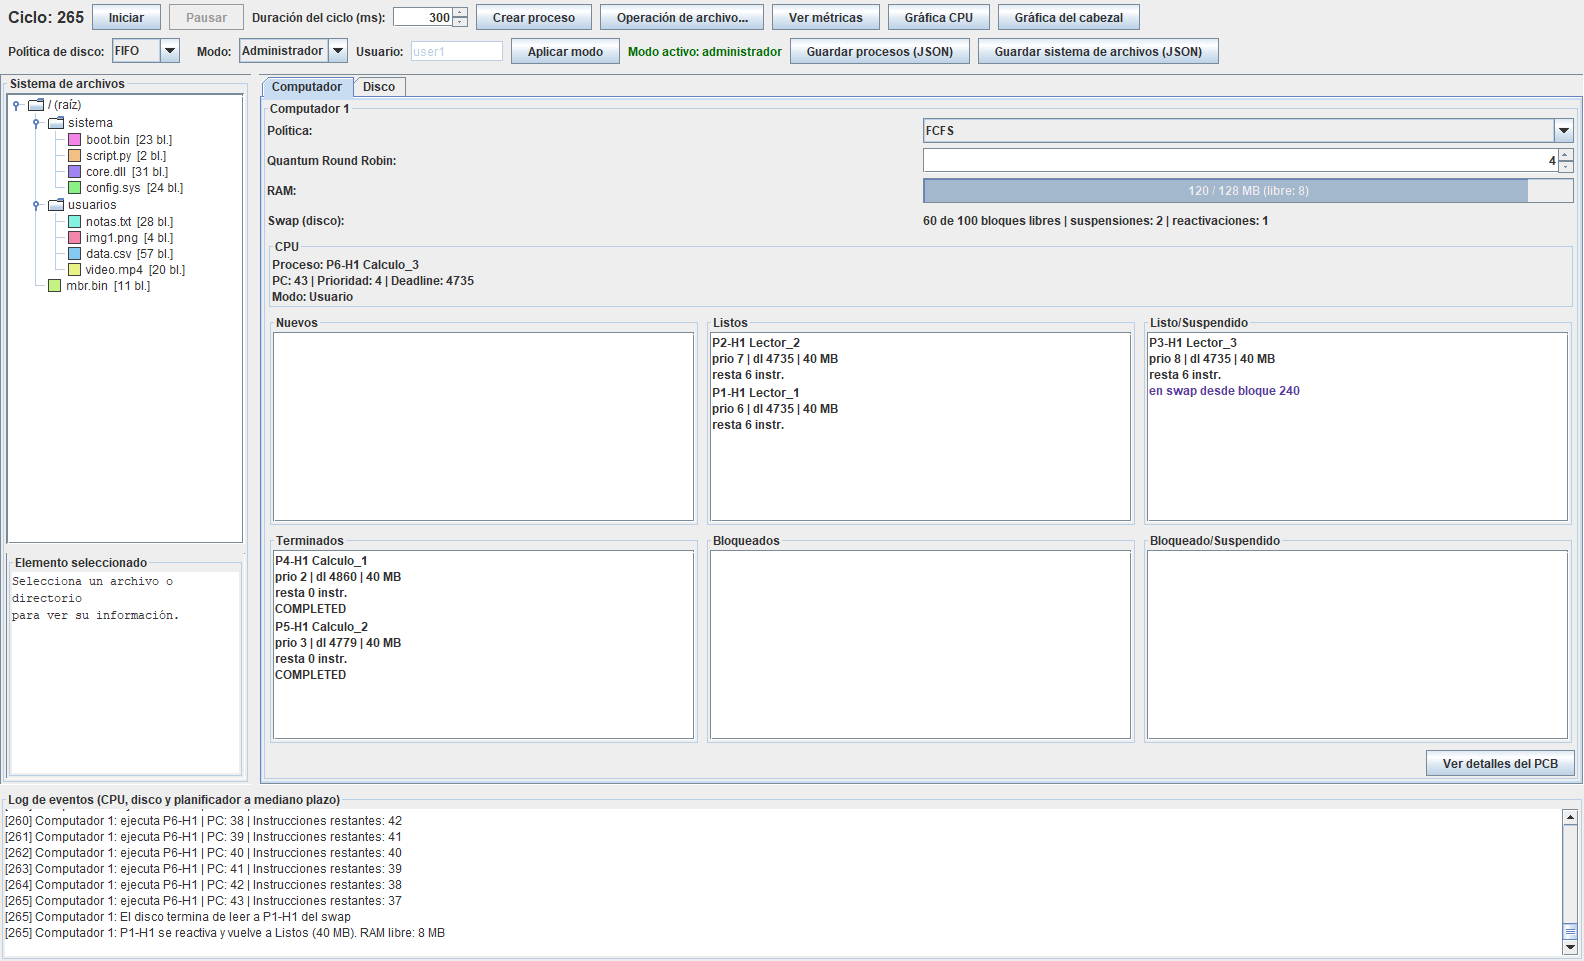 Ciclo: 265 Iniciar Pausar Duración del ciclo (ms): 300 Crear proceso Operación de archivo... Ver métricas Gráfica CPU Gráfica del cabezal
Política de disco: FIFO Modo: Administrador Usuario: user1 Aplicar modo Modo activo: administrador Guardar procesos (JSON) Guardar sistema de archivos (JSON)
Sistema de archivos
/ (raíz)
sistema
boot.bin [23 bl.]
script.py [2 bl.]
core.dll [31 bl.]
config.sys [24 bl.]
usuarios
notas.txt [28 bl.]
img1.png [4 bl.]
data.csv [57 bl.]
video.mp4 [20 bl.]
mbr.bin [11 bl.]
Elemento seleccionado
Selecciona un archivo o
directorio
para ver su información.
Computador Disco
Computador 1
Política: FCFS
Quantum Round Robin: 4
RAM: 120 / 128 MB (libre: 8)
Swap (disco): 60 de 100 bloques libres | suspensiones: 2 | reactivaciones: 1
CPU
Proceso: P6-H1 Calculo_3
PC: 43 | Prioridad: 4 | Deadline: 4735
Modo: Usuario
Nuevos
Listos
P2-H1 Lector_2
prio 7 | dl 4735 | 40 MB
resta 6 instr.
P1-H1 Lector_1
prio 6 | dl 4735 | 40 MB
resta 6 instr.
Listo/Suspendido
P3-H1 Lector_3
prio 8 | dl 4735 | 40 MB
resta 6 instr.
en swap desde bloque 240
Terminados
P4-H1 Calculo_1
prio 2 | dl 4860 | 40 MB
resta 0 instr.
COMPLETED
P5-H1 Calculo_2
prio 3 | dl 4779 | 40 MB
resta 0 instr.
COMPLETED
Bloqueados
Bloqueado/Suspendido
Ver detalles del PCB
Log de eventos (CPU, disco y planificador a mediano plazo)
[260] Computador 1: ejecuta P6-H1 | PC: 38 | Instrucciones restantes: 42
[261] Computador 1: ejecuta P6-H1 | PC: 39 | Instrucciones restantes: 41
[262] Computador 1: ejecuta P6-H1 | PC: 40 | Instrucciones restantes: 40
[263] Computador 1: ejecuta P6-H1 | PC: 41 | Instrucciones restantes: 39
[264] Computador 1: ejecuta P6-H1 | PC: 42 | Instrucciones restantes: 38
[265] Computador 1: ejecuta P6-H1 | PC: 43 | Instrucciones restantes: 37
[265] Computador 1: El disco termina de leer a P1-H1 del swap
[265] Computador 1: P1-H1 se reactiva y vuelve a Listos (40 MB). RAM libre: 8 MB